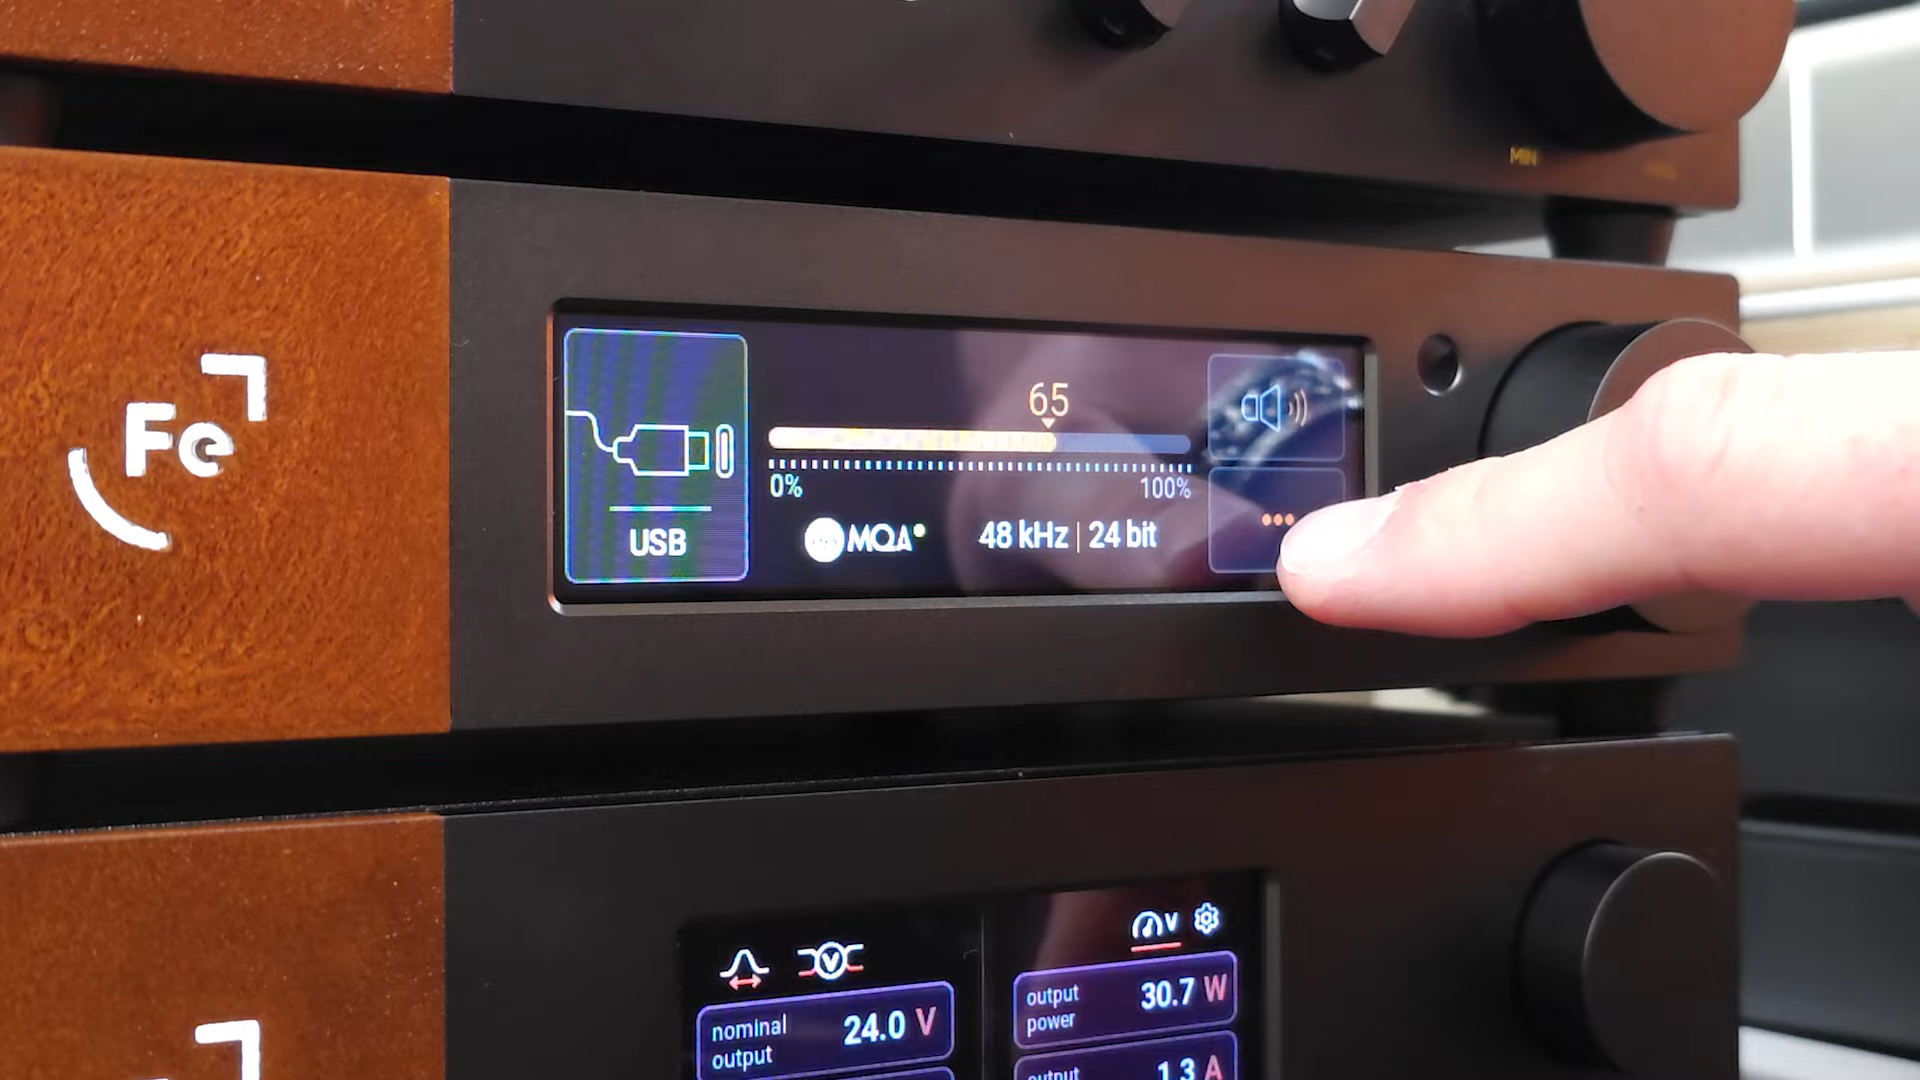 MIN
Fe
65
0%
100%
USB
MQA
48 kHz | 24 bit
V
V
nominal output
24.0 V
output power
30.7 W
output
1.3 A